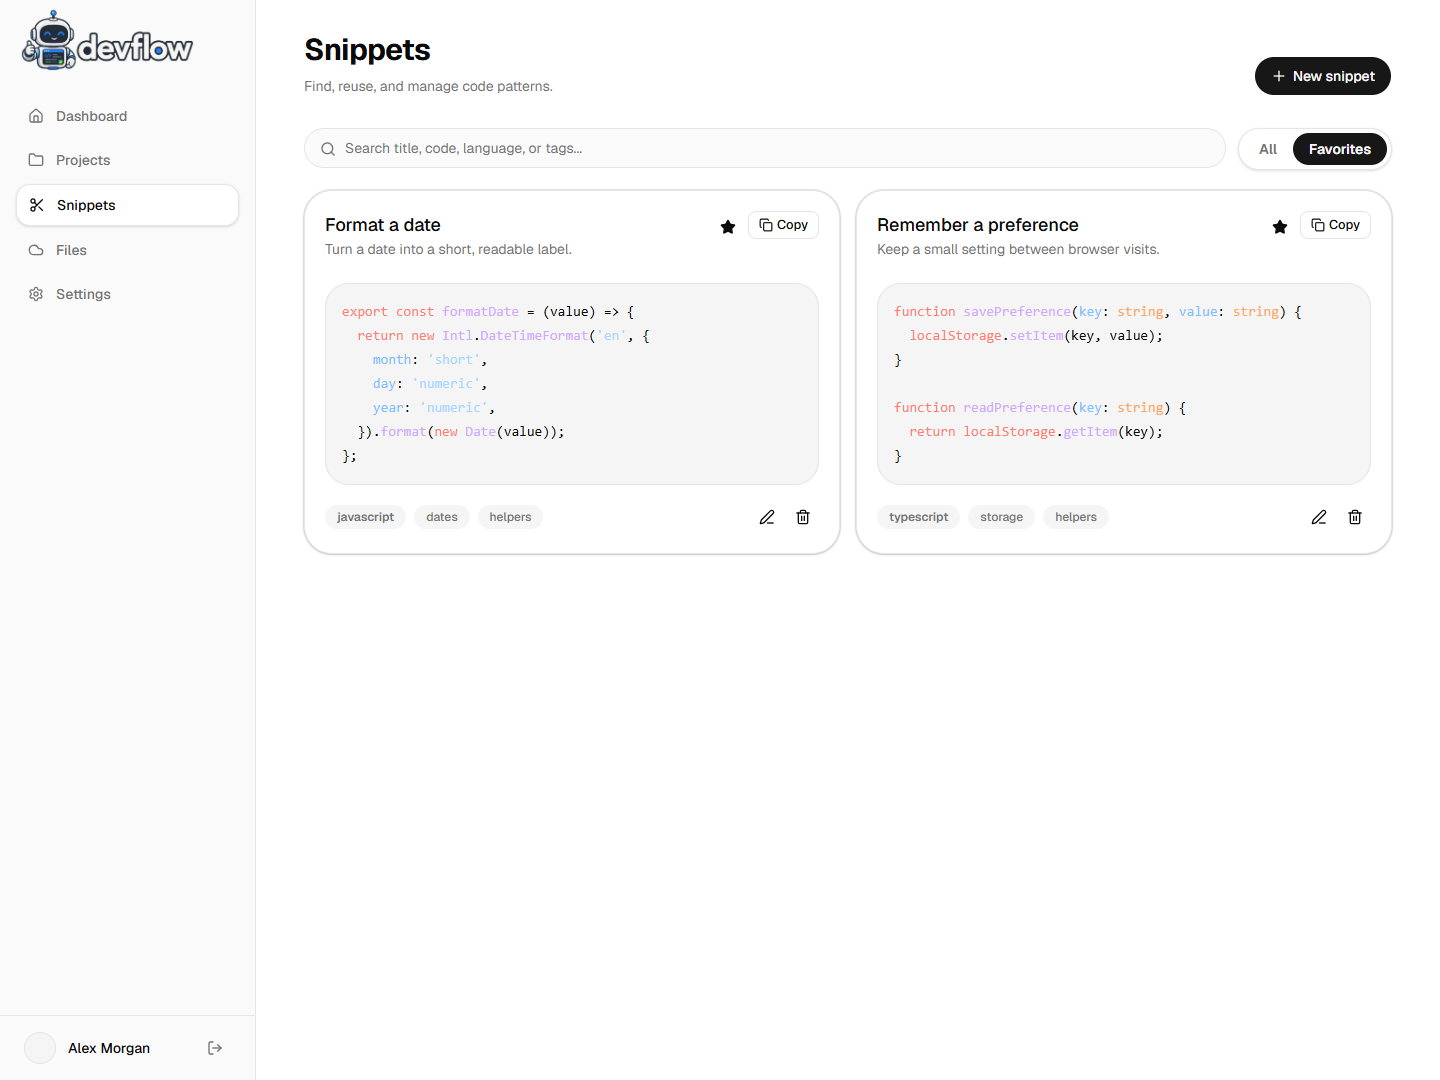 devflow
Dashboard
Projects
Snippets
Files
Settings
Alex Morgan
Snippets
Find, reuse, and manage code patterns.
New snippet
Search title, code, language, or tags...
All
Favorites
Format a date
Copy
Turn a date into a short, readable label.
export const formatDate = (value) => {
  return new Intl.DateTimeFormat('en', {
    month: 'short',
    day: 'numeric',
    year: 'numeric',
  }).format(new Date(value));
};
javascript
dates
helpers
Remember a preference
Copy
Keep a small setting between browser visits.
function savePreference(key: string, value: string) {
  localStorage.setItem(key, value);
}

function readPreference(key: string) {
  return localStorage.getItem(key);
}
typescript
storage
helpers